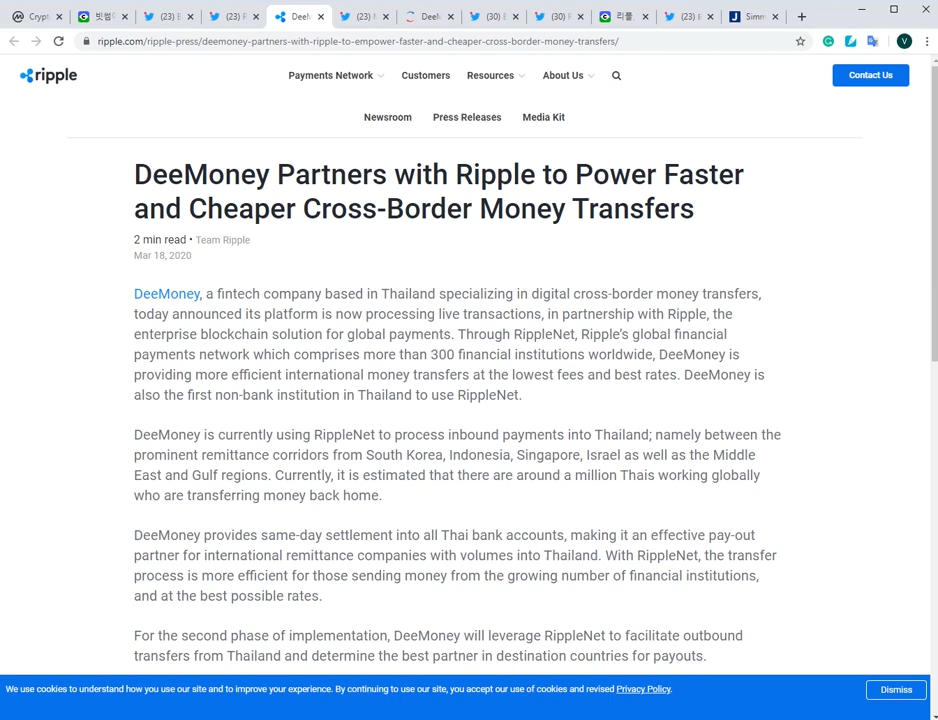 Crypt
빗썸
(23) E
(23) F
DeeM
(23) N
DeeM
(30) E
(30) F
리플,
(23) E
Simm
ripple.com/ripple-press/deemoney-partners-with-ripple-to-empower-faster-and-cheaper-cross-border-money-transfers/
V
ripple
Payments Network
Customers
Resources
About Us
Contact Us
Newsroom
Press Releases
Media Kit
DeeMoney Partners with Ripple to Power Faster
and Cheaper Cross-Border Money Transfers
2 min read • Team Ripple
Mar 18, 2020
DeeMoney, a fintech company based in Thailand specializing in digital cross-border money transfers,
today announced its platform is now processing live transactions, in partnership with Ripple, the
enterprise blockchain solution for global payments. Through RippleNet, Ripple's global financial
payments network which comprises more than 300 financial institutions worldwide, DeeMoney is
providing more efficient international money transfers at the lowest fees and best rates. DeeMoney is
also the first non-bank institution in Thailand to use RippleNet.
DeeMoney is currently using RippleNet to process inbound payments into Thailand; namely between the
prominent remittance corridors from South Korea, Indonesia, Singapore, Israel as well as the Middle
East and Gulf regions. Currently, it is estimated that there are around a million Thais working globally
who are transferring money back home.
DeeMoney provides same-day settlement into all Thai bank accounts, making it an effective pay-out
partner for international remittance companies with volumes into Thailand. With RippleNet, the transfer
process is more efficient for those sending money from the growing number of financial institutions,
and at the best possible rates.
For the second phase of implementation, DeeMoney will leverage RippleNet to facilitate outbound
transfers from Thailand and determine the best partner in destination countries for payouts.
We use cookies to understand how you use our site and to improve your experience. By continuing to use our site, you accept our use of cookies and revised Privacy Policy.
Dismiss